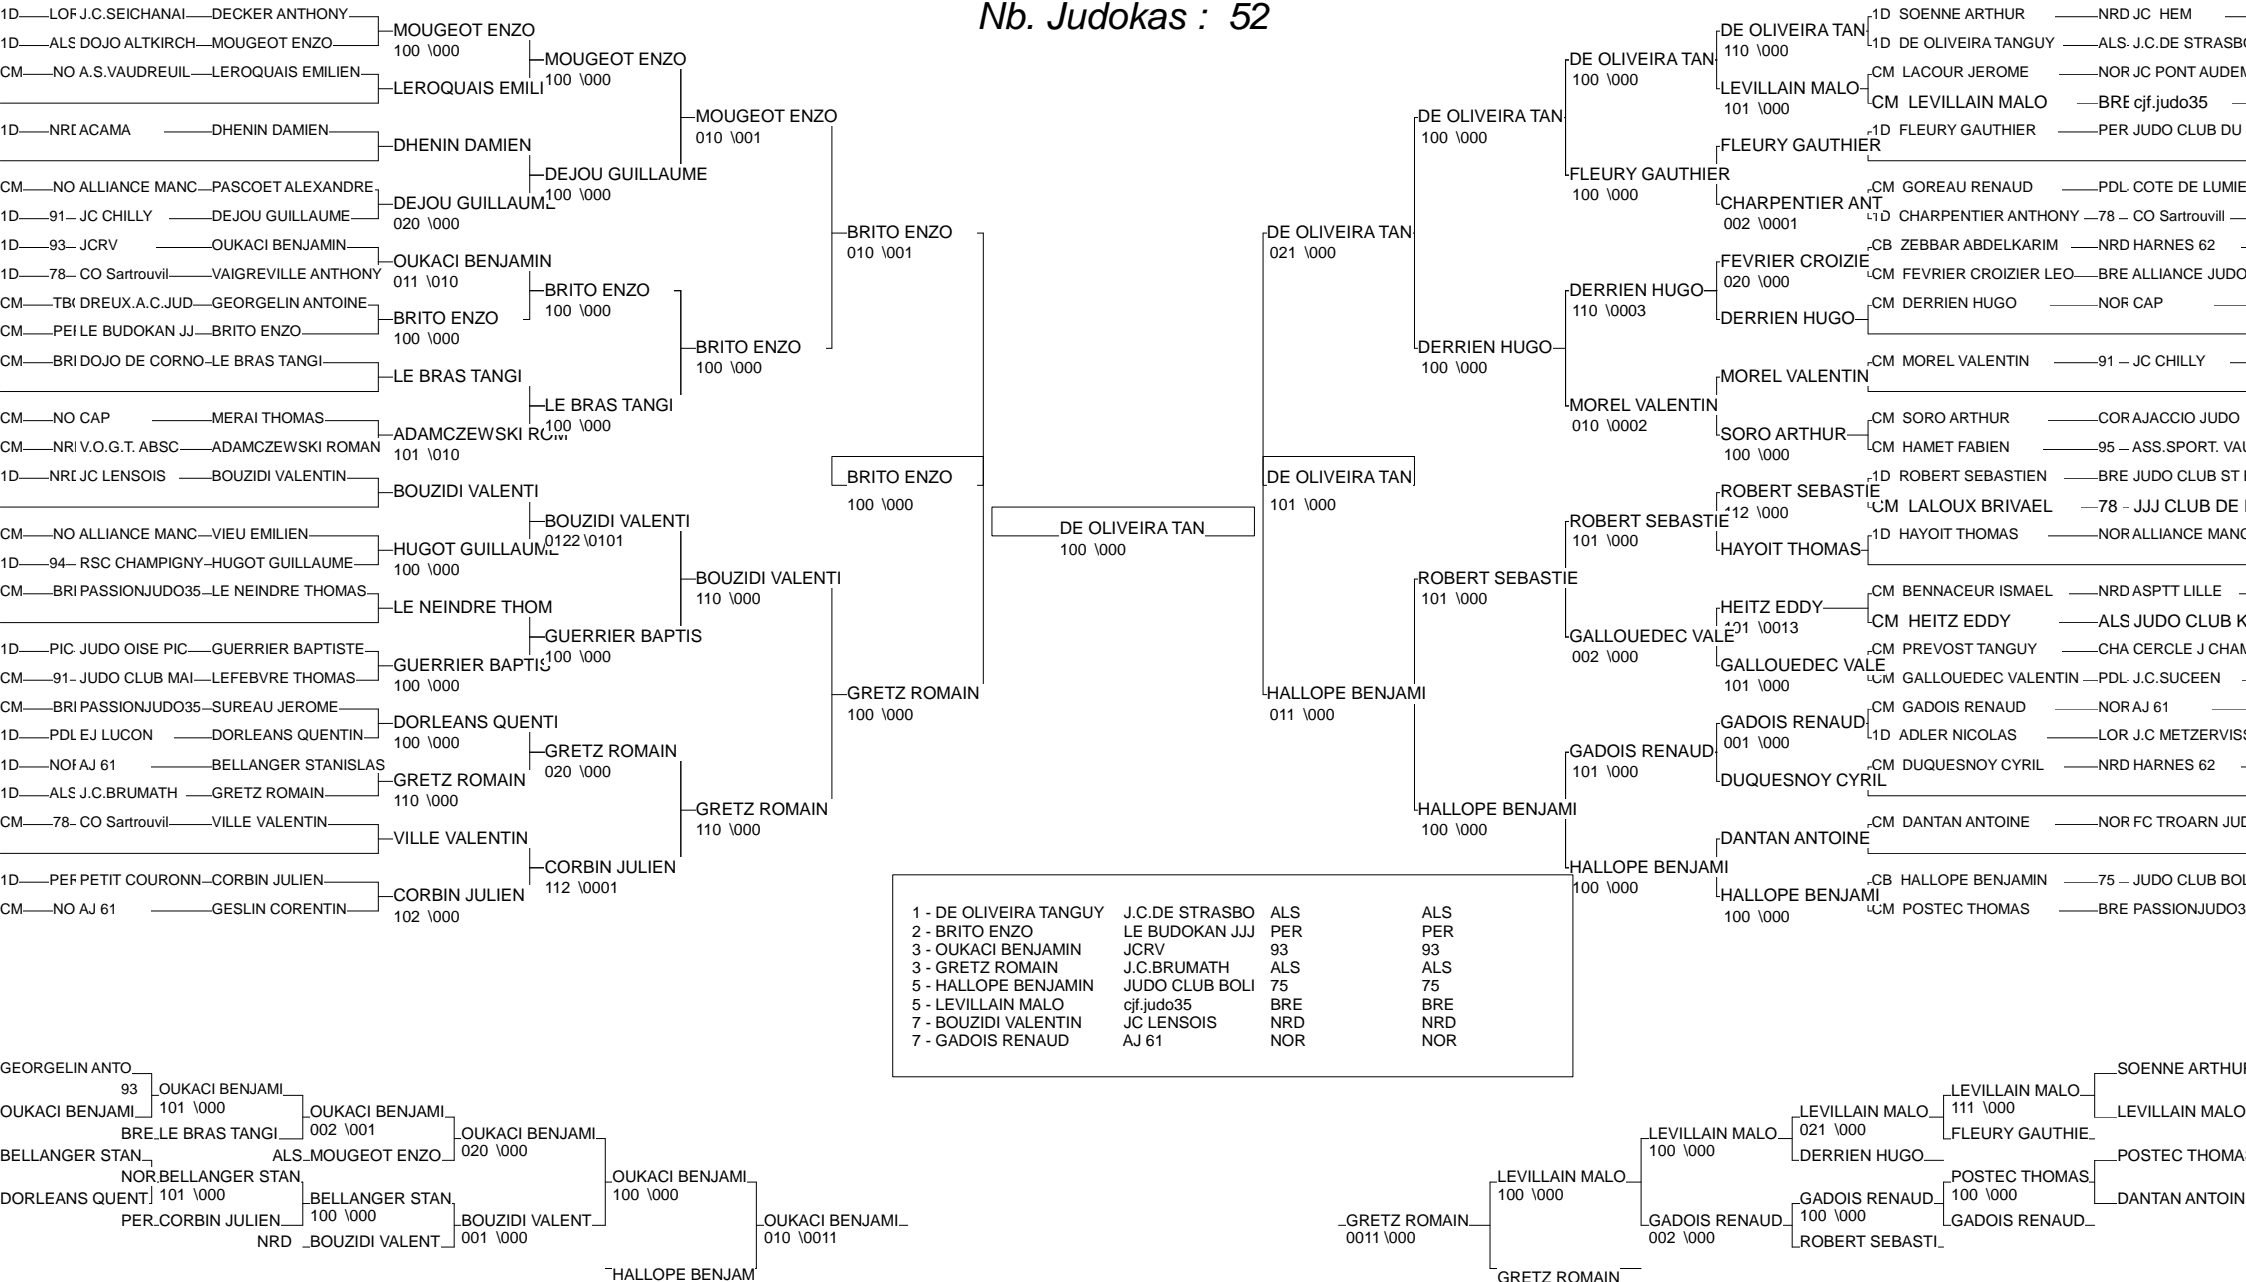 Nb. Judokas : 52
1D LOR J.C.SEICHANAI DECKER ANTHONY
1D ALS DOJO ALTKIRCH MOUGEOT ENZO
CM NO A.S.VAUDREUIL LEROQUAIS EMILIEN
1D NRD ACAMA DHENIN DAMIEN
CM NO ALLIANCE MANC PASCOET ALEXANDRE
1D 91 JC CHILLY DEJOU GUILLAUME
1D 93 JCRV OUKACI BENJAMIN
1D 78 CO Sartrouvil VAIGREVILLE ANTHONY
CM TB DREUX.A.C.JUD GEORGELIN ANTOINE
CM PE LE BUDOKAN JJ BRITO ENZO
CM BR DOJO DE CORNO LE BRAS TANGI
CM NO CAP MERAI THOMAS
CM NR V.O.G.T. ABSC ADAMCZEWSKI ROMAN
1D NRD JC LENSOIS BOUZIDI VALENTIN
CM NO ALLIANCE MANC VIEU EMILIEN
1D 94 RSC CHAMPIGNY HUGOT GUILLAUME
CM BR PASSIONJUDO35 LE NEINDRE THOMAS
1D PIC JUDO OISE PIC GUERRIER BAPTISTE
CM 91 JUDO CLUB MAI LEFEBVRE THOMAS
CM BR PASSIONJUDO35 SUREAU JEROME
1D PDL EJ LUCON DORLEANS QUENTIN
1D NOR AJ 61 BELLANGER STANISLAS
1D ALS J.C.BRUMATH GRETZ ROMAIN
CM 78 CO Sartrouvil VILLE VALENTIN
1D PER PETIT COURONN CORBIN JULIEN
CM NO AJ 61 GESLIN CORENTIN
MOUGEOT ENZO
100 \000
LEROQUAIS EMILI
DHENIN DAMIEN
DEJOU GUILLAUME
020 \000
OUKACI BENJAMIN
011 \010
BRITO ENZO
100 \000
LE BRAS TANGI
ADAMCZEWSKI ROM
101 \010
BOUZIDI VALENTI
HUGOT GUILLAUME
100 \000
LE NEINDRE THOM
GUERRIER BAPTIS
100 \000
DORLEANS QUENTI
100 \000
GRETZ ROMAIN
110 \000
VILLE VALENTIN
CORBIN JULIEN
102 \000
MOUGEOT ENZO
100 \000
DEJOU GUILLAUME
100 \000
BRITO ENZO
100 \000
LE BRAS TANGI
100 \000
BOUZIDI VALENTI
0122 \0101
GUERRIER BAPTIS
100 \000
GRETZ ROMAIN
020 \000
CORBIN JULIEN
112 \0001
MOUGEOT ENZO
010 \001
BRITO ENZO
100 \000
BOUZIDI VALENTI
110 \000
GRETZ ROMAIN
110 \000
BRITO ENZO
010 \001
GRETZ ROMAIN
100 \000
BRITO ENZO
100 \000
DE OLIVEIRA TAN
100 \000
DE OLIVEIRA TAN
101 \000
DE OLIVEIRA TAN
021 \000
HALLOPE BENJAMI
011 \000
DE OLIVEIRA TAN
100 \000
DERRIEN HUGO
100 \000
ROBERT SEBASTIE
101 \000
HALLOPE BENJAMI
100 \000
DE OLIVEIRA TAN
100 \000
FLEURY GAUTHIER
100 \000
DERRIEN HUGO
110 \0003
MOREL VALENTIN
010 \0002
ROBERT SEBASTIE
101 \000
GALLOUEDEC VALE
002 \000
GADOIS RENAUD
101 \000
HALLOPE BENJAMI
100 \000
DE OLIVEIRA TAN
110 \000
LEVILLAIN MALO
101 \000
FLEURY GAUTHIER
CHARPENTIER ANT
002 \0001
FEVRIER CROIZIE
020 \000
DERRIEN HUGO
MOREL VALENTIN
SORO ARTHUR
100 \000
ROBERT SEBASTIE
112 \000
HAYOIT THOMAS
HEITZ EDDY
101 \0013
GALLOUEDEC VALE
101 \000
GADOIS RENAUD
001 \000
DUQUESNOY CYRIL
DANTAN ANTOINE
HALLOPE BENJAMI
100 \000
1D SOENNE ARTHUR NRD JC HEM
1D DE OLIVEIRA TANGUY ALS J.C.DE STRASBO
CM LACOUR JEROME NOR JC PONT AUDEM
CM LEVILLAIN MALO BRE cjf.judo35
1D FLEURY GAUTHIER PER JUDO CLUB DU
CM GOREAU RENAUD PDL COTE DE LUMIE
1D CHARPENTIER ANTHONY 78 CO Sartrouvill
CB ZEBBAR ABDELKARIM NRD HARNES 62
CM FEVRIER CROIZIER LEO BRE ALLIANCE JUDO
CM DERRIEN HUGO NOR CAP
CM MOREL VALENTIN 91 JC CHILLY
CM SORO ARTHUR COR AJACCIO JUDO
CM HAMET FABIEN 95 ASS.SPORT. VAU
1D ROBERT SEBASTIEN BRE JUDO CLUB ST
CM LALOUX BRIVAEL 78 JJJ CLUB DE
1D HAYOIT THOMAS NOR ALLIANCE MANC
CM BENNACEUR ISMAEL NRD ASPTT LILLE
CM HEITZ EDDY ALS JUDO CLUB K
CM PREVOST TANGUY CHA CERCLE J CHAM
CM GALLOUEDEC VALENTIN PDL J.C.SUCEEN
CM GADOIS RENAUD NOR AJ 61
1D ADLER NICOLAS LOR J.C METZERVISS
CM DUQUESNOY CYRIL NRD HARNES 62
CM DANTAN ANTOINE NOR FC TROARN JUD
CB HALLOPE BENJAMIN 75 JUDO CLUB BOL
CM POSTEC THOMAS BRE PASSIONJUDO3
1 - DE OLIVEIRA TANGUY J.C.DE STRASBO ALS ALS
2 - BRITO ENZO LE BUDOKAN JJJ PER PER
3 - OUKACI BENJAMIN JCRV 93 93
3 - GRETZ ROMAIN J.C.BRUMATH ALS ALS
5 - HALLOPE BENJAMIN JUDO CLUB BOLI 75 75
5 - LEVILLAIN MALO cjf.judo35 BRE BRE
7 - BOUZIDI VALENTIN JC LENSOIS NRD NRD
7 - GADOIS RENAUD AJ 61 NOR NOR
GEORGELIN ANTO
93
OUKACI BENJAMI
BELLANGER STAN
NOR
DORLEANS QUENT
OUKACI BENJAMI
101 \000
BRE LE BRAS TANGI
BELLANGER STAN
101 \000
PER CORBIN JULIEN
OUKACI BENJAMI
002 \001
ALS MOUGEOT ENZO
BELLANGER STAN
100 \000
NRD BOUZIDI VALENT
OUKACI BENJAMI
020 \000
BOUZIDI VALENT
001 \000
OUKACI BENJAMI
100 \000
HALLOPE BENJAM
OUKACI BENJAMI
010 \0011
GRETZ ROMAIN
0011 \000
LEVILLAIN MALO
100 \000
GRETZ ROMAIN
LEVILLAIN MALO
100 \000
GADOIS RENAUD
002 \000
LEVILLAIN MALO
021 \000
DERRIEN HUGO
GADOIS RENAUD
100 \000
ROBERT SEBASTI
LEVILLAIN MALO
111 \000
FLEURY GAUTHIE
POSTEC THOMAS
100 \000
GADOIS RENAUD
SOENNE ARTHUR
LEVILLAIN MALO
POSTEC THOMAS
DANTAN ANTOIN